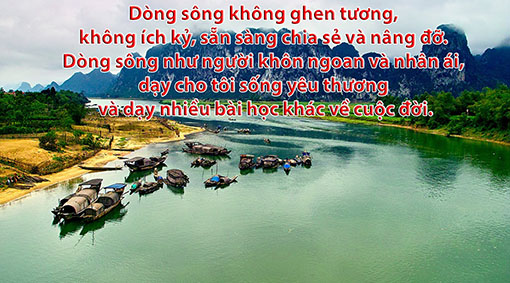 Dòng sông không ghen tương,
không ích kỷ, sẵn sàng chia sẻ và nâng đỡ.
Dòng sông như người khôn ngoan và nhân ái,
dạy cho tôi sống yêu thương
và dạy nhiều bài học khác về cuộc đời.